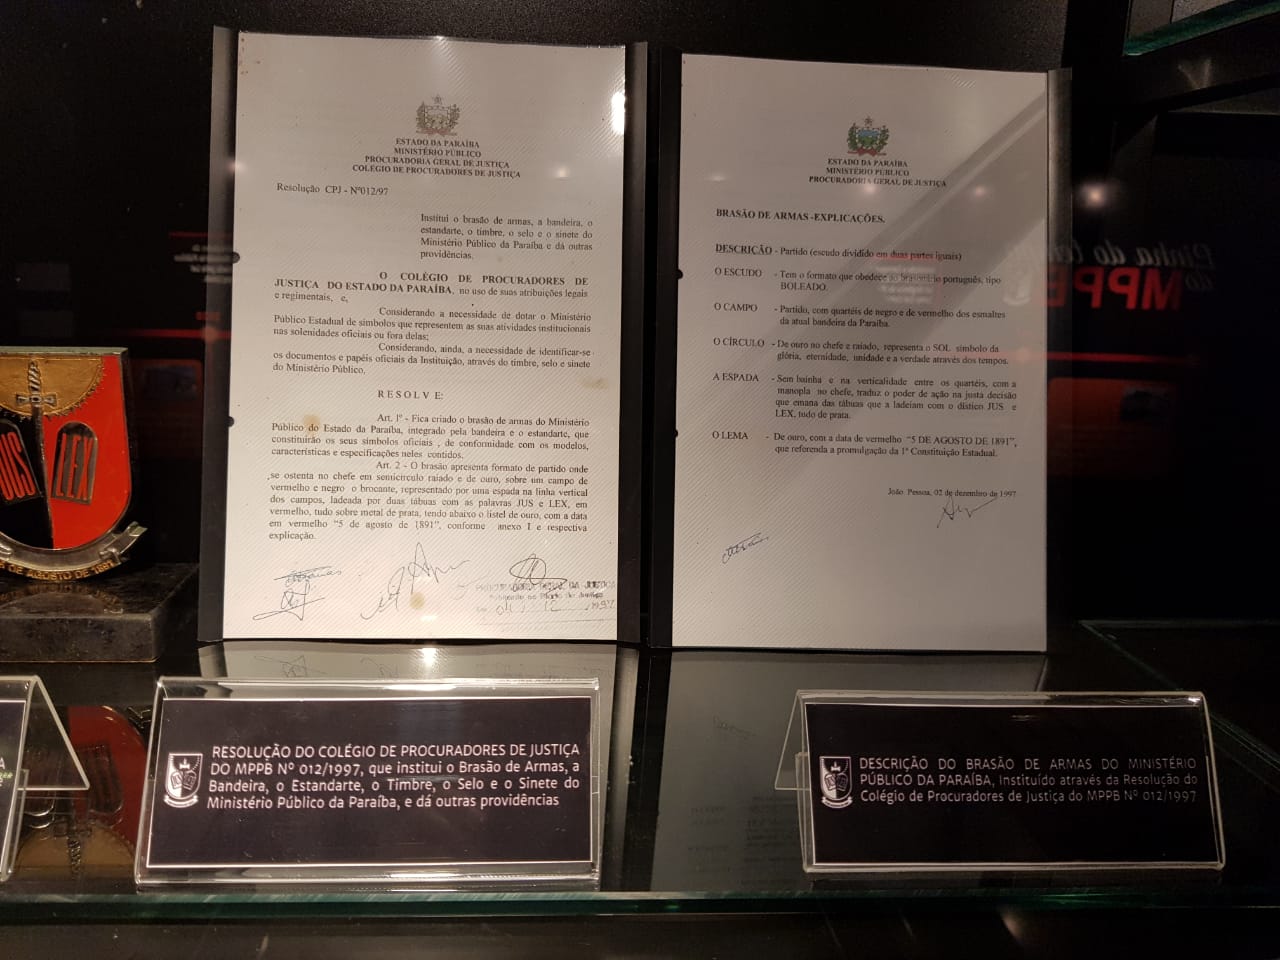 ESTADO DA PARAÍBA
MINISTÉRIO PÚBLICO
PROCURADORIA GERAL DE JUSTIÇA
COLÉGIO DE PROCURADORES DE JUSTIÇA
Resolução CPJ - Nº012/97
Institui o brasão de armas, a bandeira, o
estandarte, o timbre, o selo e o sinete do
Ministério Público da Paraíba e dá outras
providências.
O COLÉGIO DE PROCURADORES DE
JUSTIÇA DO ESTADO DA PARAÍBA, no uso de suas atribuições legais
e regimentais, e,
Considerando a necessidade de dotar o Ministério
Público Estadual de símbolos que representem as suas atividades institucionais
nas solenidades oficiais ou fora delas;
Considerando, ainda, a necessidade de identificar-se
os documentos e papéis oficiais da Instituição, através do timbre, selo e sinete
do Ministério Público.
R E S O L V E:
Art. 1º - Fica criado o brasão de armas do Ministério
Público do Estado da Paraíba, integrado pela bandeira e o estandarte, que
constituirão os seus símbolos oficiais , de conformidade com os modelos,
características e especificações neles contidos.
Art. 2 - O brasão apresenta formato de partido onde
se ostenta no chefe em semicírculo raiado e de ouro, sobre um campo de
vermelho e negro o brocante, representado por uma espada na linha vertical
dos campos, ladeada por duas tábuas com as palavras JUS e LEX, em
vermelho, tudo sobre metal de prata, tendo abaixo o listel de ouro, com a data
em vermelho “5 de agosto de 1891”, conforme anexo I e respectiva
explicação.
PROCURADORIA GERAL DA JUSTIÇA
ESTADO DA PARAÍBA
MINISTÉRIO PÚBLICO
PROCURADORIA GERAL DE JUSTIÇA
BRASÃO DE ARMAS -EXPLICAÇÕES.
DESCRIÇÃO - Partido (escudo dividido em duas partes iguais)
O ESCUDO - Tem o formato que obedece ao brasonário português, tipo
BOLEADO.
O CAMPO - Partido, com quartéis de negro e de vermelho dos esmaltes
da atual bandeira da Paraíba.
O CÍRCULO - De ouro no chefe e raiado, representa o SOL símbolo da
glória, eternidade, unidade e a verdade através dos tempos.
A ESPADA - Sem bainha e na verticalidade entre os quartéis, com a
manopla no chefe, traduz o poder de ação na justa decisão
que emana das tábuas que a ladeiam com o dístico JUS e
LEX, tudo de prata.
O LEMA - De ouro, com a data de vermelho “5 DE AGOSTO DE 1891”,
que referenda a promulgação da 1ª Constituição Estadual.
João Pessoa, 02 de dezembro de 1997
JUS LEX
DE AGOSTO DE 1891
Linha do tempo
do MPPB
RESOLUÇÃO DO COLÉGIO DE PROCURADORES DE JUSTIÇA
DO MPPB Nº 012/1997, que institui o Brasão de Armas, a
Bandeira, o Estandarte, o Timbre, o Selo e o Sinete do
Ministério Público da Paraíba, e dá outras providências
DESCRIÇÃO DO BRASÃO DE ARMAS DO MINISTÉRIO
PÚBLICO DA PARAÍBA, Instituído através da Resolução do
Colégio de Procuradores de Justiça do MPPB Nº 012/1997